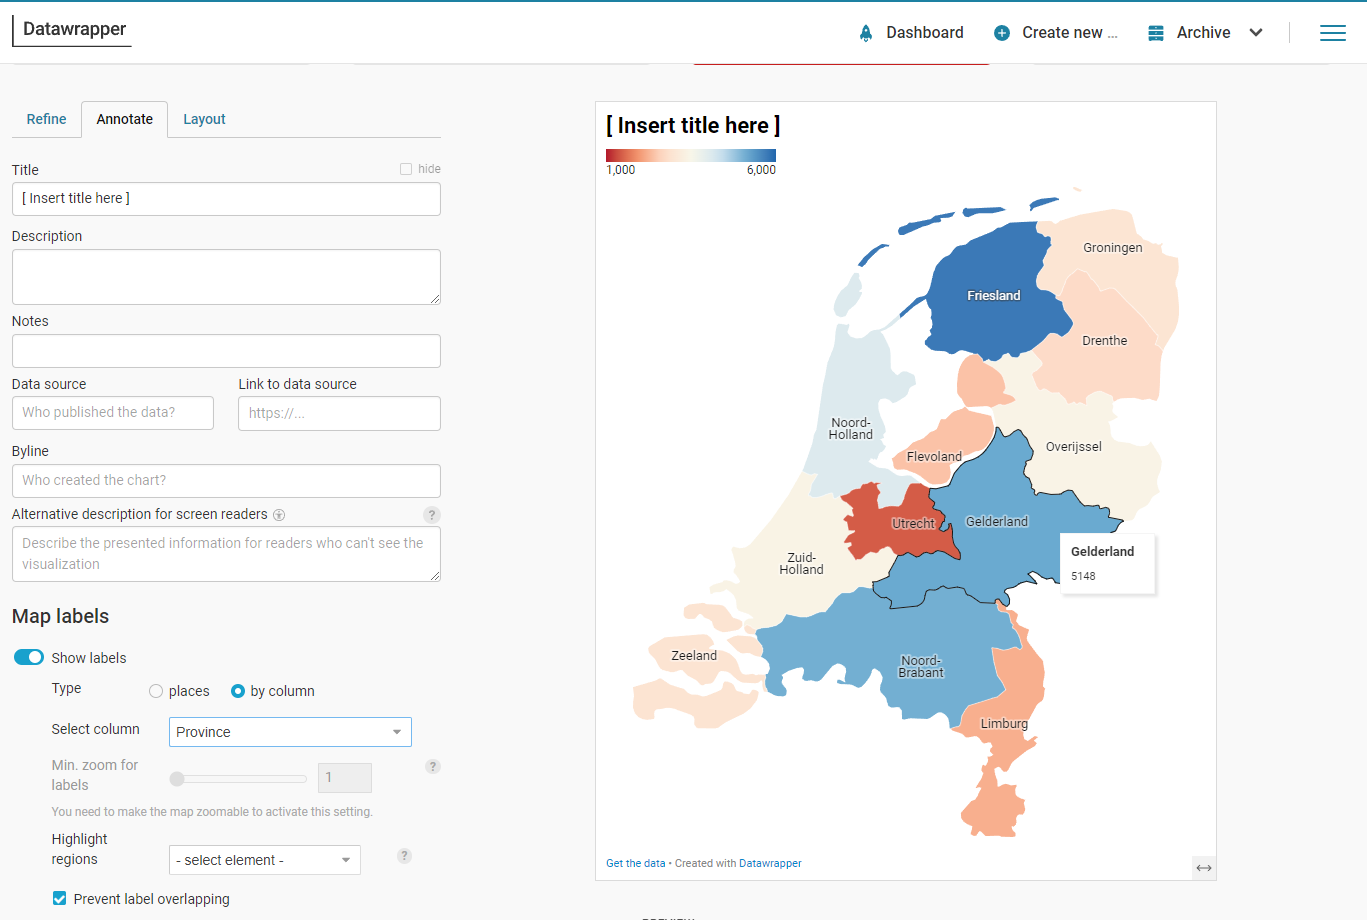 Datawrapper
Dashboard
Create new ...
Archive
Refine
Annotate
Layout
Title
hide
[ Insert title here ]
Description
Notes
Data source
Link to data source
Who published the data?
https://...
Byline
Who created the chart?
Alternative description for screen readers
?
Describe the presented information for readers who can't see the
visualization
Map labels
Show labels
Type
places
by column
Select column
Province
Min. zoom for
labels
1
?
You need to make the map zoomable to activate this setting.
Highlight
regions
- select element -
?
Prevent label overlapping
[ Insert title here ]
1,000
6,000
Groningen
Friesland
Drenthe
Noord-
Holland
Overijssel
Flevoland
Utrecht
Gelderland
Zuid-
Holland
Gelderland
5148
Zeeland
Noord-
Brabant
Limburg
Get the data • Created with Datawrapper